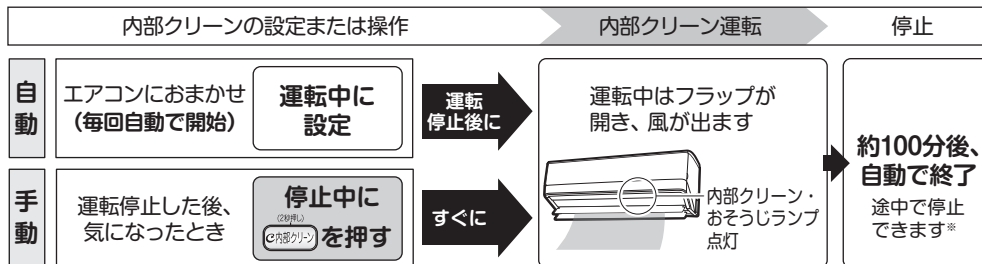 内部クリーンの設定または操作
内部クリーン運転
停止
自動
エアコンにおまかせ
(毎回自動で開始)
運転中に
設定
運転
停止後に
手動
運転停止した後、
気になったとき
停止中に
(2秒押し)
内部クリーン を押す
すぐに
運転中はフラップが
開き、風が出ます
内部クリーン・
おそうじランプ
点灯
約100分後、
自動で終了
途中で停止
できます※